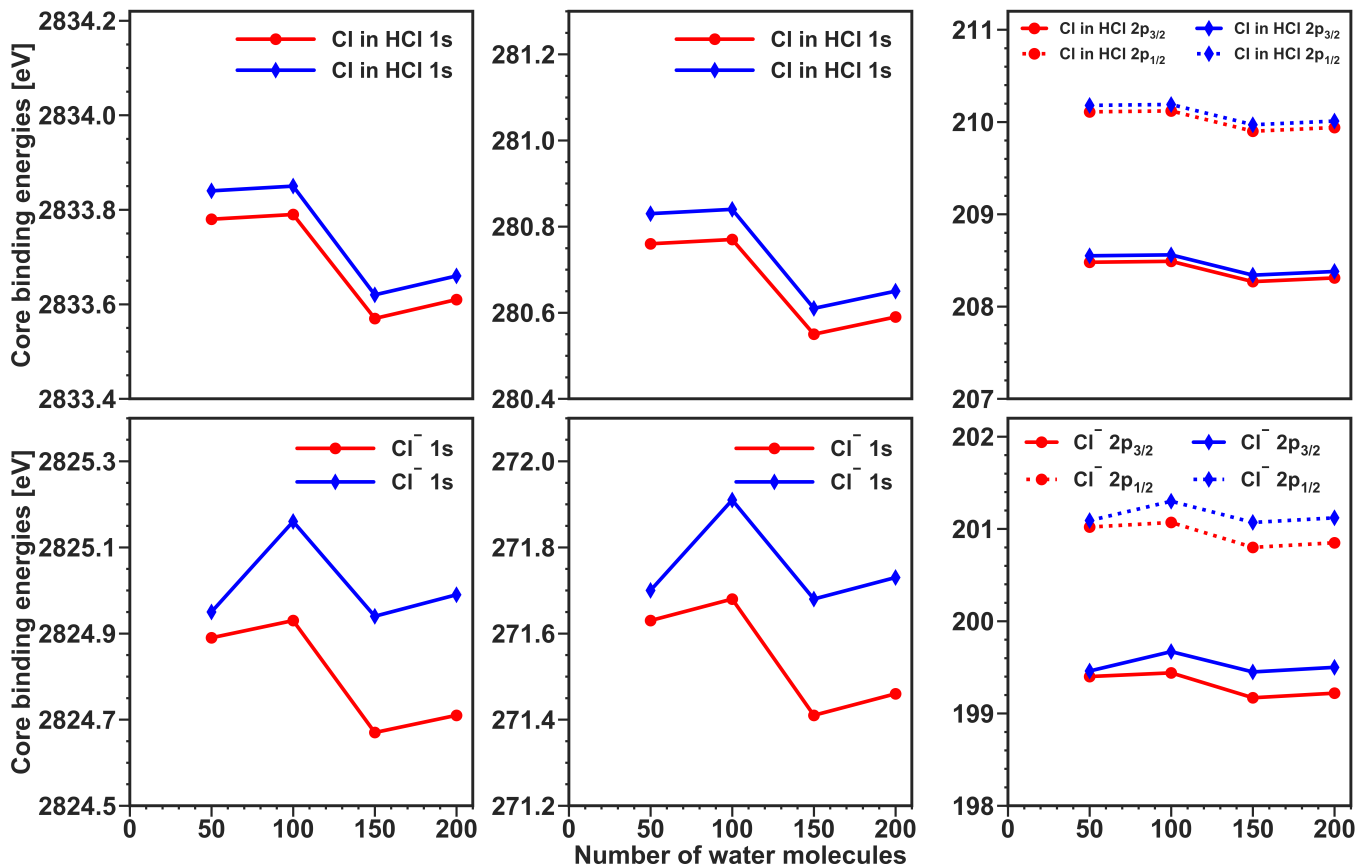 Core binding energies [eV]
2834.2
2834.0
2833.8
2833.6
2833.4
Cl in HCl 1s
Cl in HCl 1s
281.2
281.0
280.8
280.6
280.4
Cl in HCl 1s
Cl in HCl 1s
211
210
209
208
207
Cl in HCl 2p3/2
Cl in HCl 2p3/2
Cl in HCl 2p1/2
Cl in HCl 2p1/2
Core binding energies [eV]
2825.3
2825.1
2824.9
2824.7
2824.5
Cl⁻ 1s
Cl⁻ 1s
0 50 100 150 200
272.0
271.8
271.6
271.4
271.2
Cl⁻ 1s
Cl⁻ 1s
0 50 100 150 200
202
201
200
199
198
Cl⁻ 2p3/2
Cl⁻ 2p3/2
Cl⁻ 2p1/2
Cl⁻ 2p1/2
0 50 100 150 200
Number of water molecules